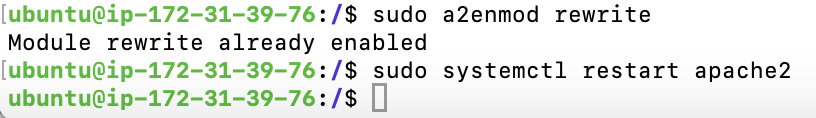 [ubuntu@ip-172-31-39-76:/$ sudo a2enmod rewrite
Module rewrite already enabled
[ubuntu@ip-172-31-39-76:/$ sudo systemctl restart apache2
ubuntu@ip-172-31-39-76:/$